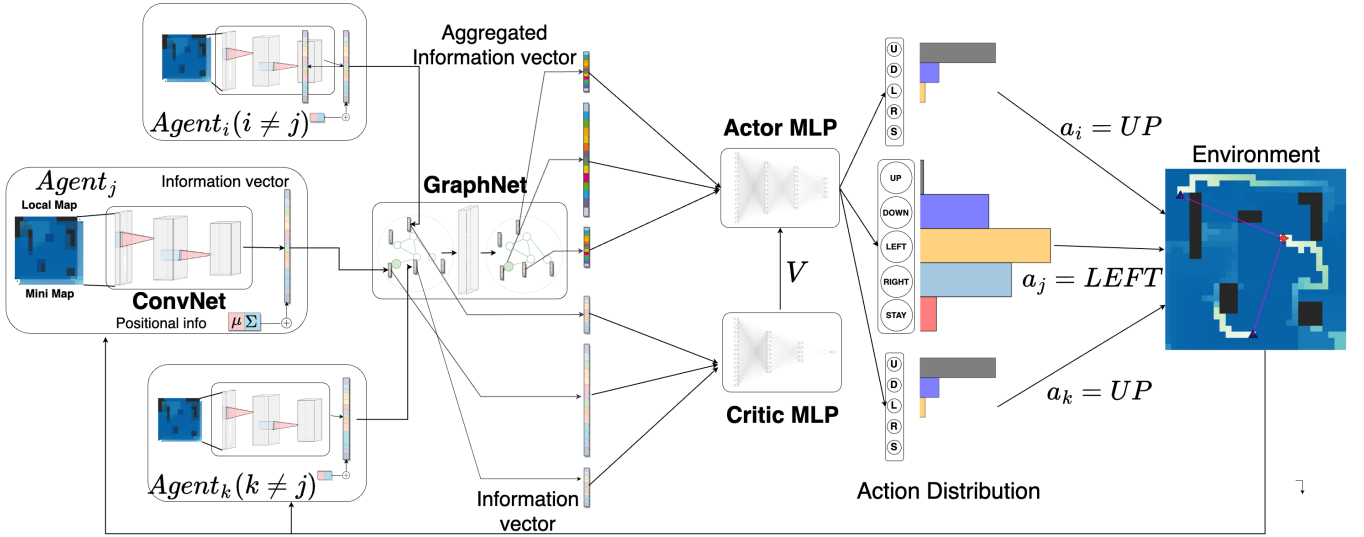 Agent_i(i ≠ j)
Agent_j
Information vector
Local Map
Mini Map
ConvNet
Positional info
μ Σ
Agent_k(k ≠ j)
Aggregated
Information vector
GraphNet
Information
vector
Actor MLP
V
Critic MLP
U
D
L
R
S
UP
DOWN
LEFT
RIGHT
STAY
U
D
L
R
S
Action Distribution
a_i = UP
a_j = LEFT
a_k = UP
Environment